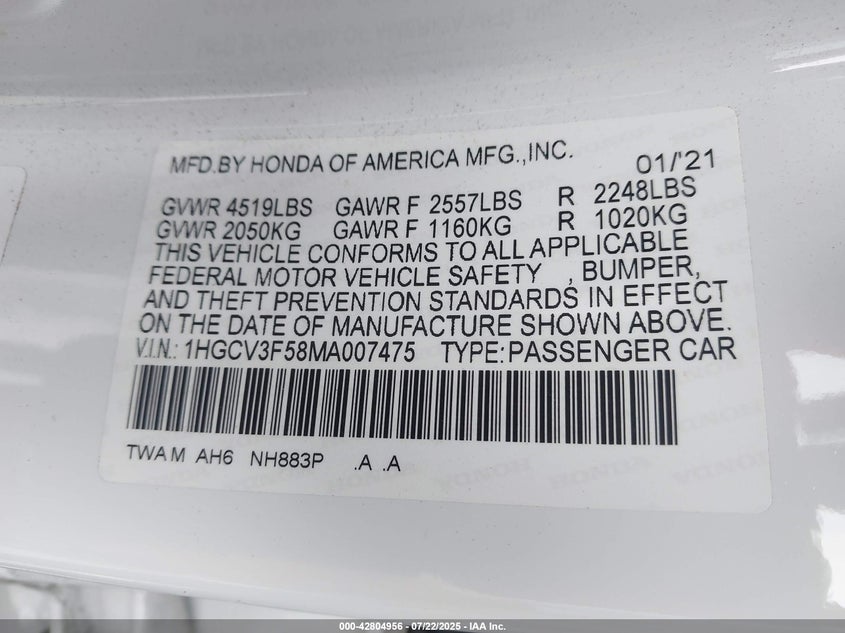 MFD.BY HONDA OF AMERICA MFG.,INC. 01/'21
GVWR 4519LBS GAWR F 2557LBS R 2248LBS
GVWR 2050KG GAWR F 1160KG R 1020KG
THIS VEHICLE CONFORMS TO ALL APPLICABLE
FEDERAL MOTOR VEHICLE SAFETY , BUMPER,
AND THEFT PREVENTION STANDARDS IN EFFECT
ON THE DATE OF MANUFACTURE SHOWN ABOVE.
V.I.N.: 1HGCV3F58MA007475 TYPE:PASSENGER CAR
TWA M AH6 NH883P .A .A
HONDA HONDA
000-42804956 | 07/22/2025 - IAA Inc.